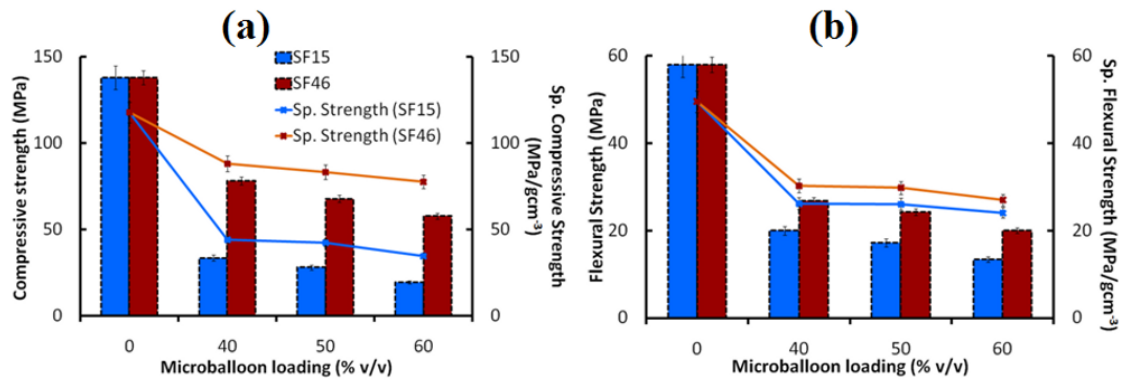 (a)
150
100
50
0
Compressive strength (MPa)
SF15
SF46
Sp. Strength (SF15)
Sp. Strength (SF46)
150
100
50
0
Sp. Compressive Strength
(MPa/gcm⁻³)
0 40 50 60
Microballoon loading (% v/v)
(b)
60
40
20
0
Flexural Strength (MPa)
60
40
20
0
Sp. Flexural Strength (MPa/gcm⁻³)
0 40 50 60
Microballoon loading (% v/v)